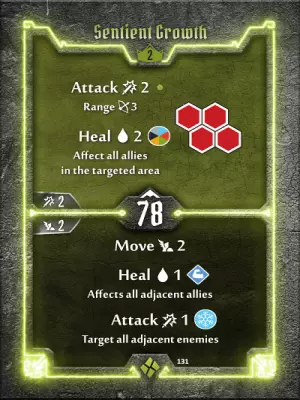 Sentient Growth
2
Attack 2
Range 3
Heal 2
Affect all allies
in the targeted area
2
78
2
Move 2
Heal 1
Affects all adjacent allies
Attack 1
Target all adjacent enemies
131